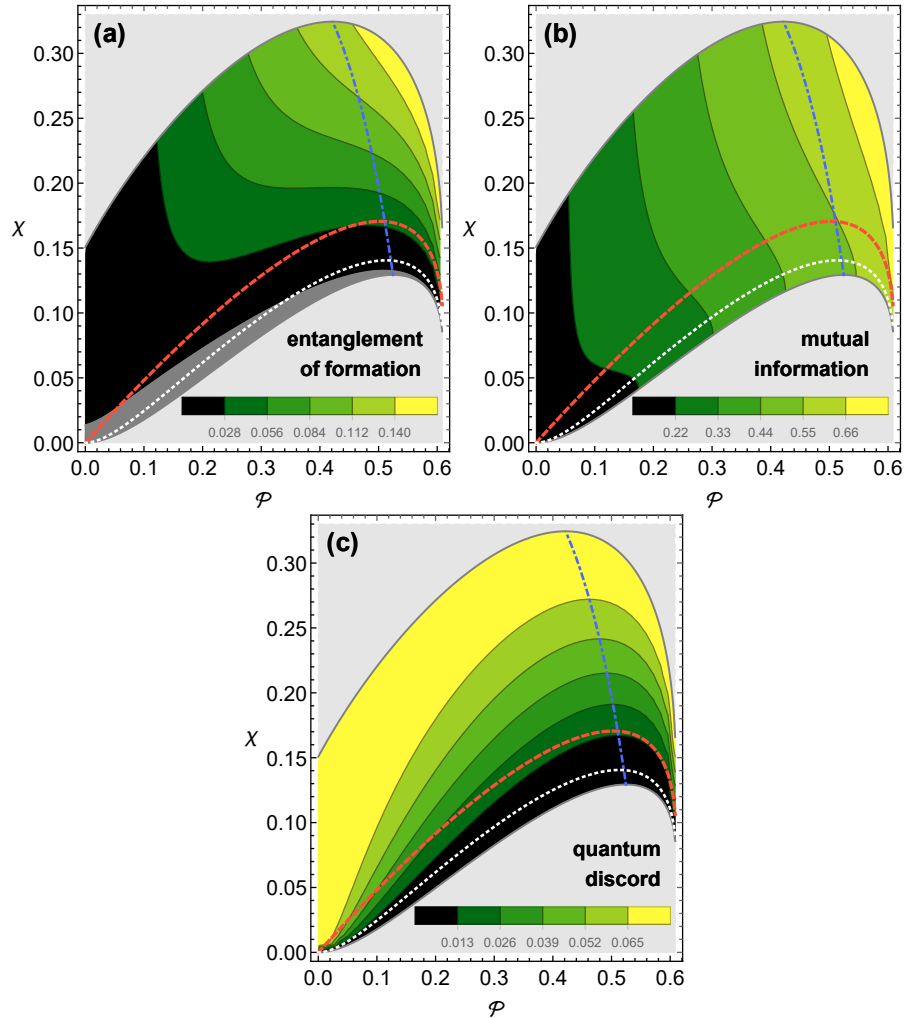 (a)
0.30
0.25
0.20
χ
0.15
0.10
0.05
0.00
entanglement
of formation
0.028 0.056 0.084 0.112 0.140
0.0 0.1 0.2 0.3 0.4 0.5 0.6
𝒫
(b)
0.30
0.25
0.20
χ
0.15
0.10
0.05
0.00
mutual
information
0.22 0.33 0.44 0.55 0.66
0.0 0.1 0.2 0.3 0.4 0.5 0.6
𝒫
(c)
0.30
0.25
0.20
χ
0.15
0.10
0.05
0.00
quantum
discord
0.013 0.026 0.039 0.052 0.065
0.0 0.1 0.2 0.3 0.4 0.5 0.6
𝒫